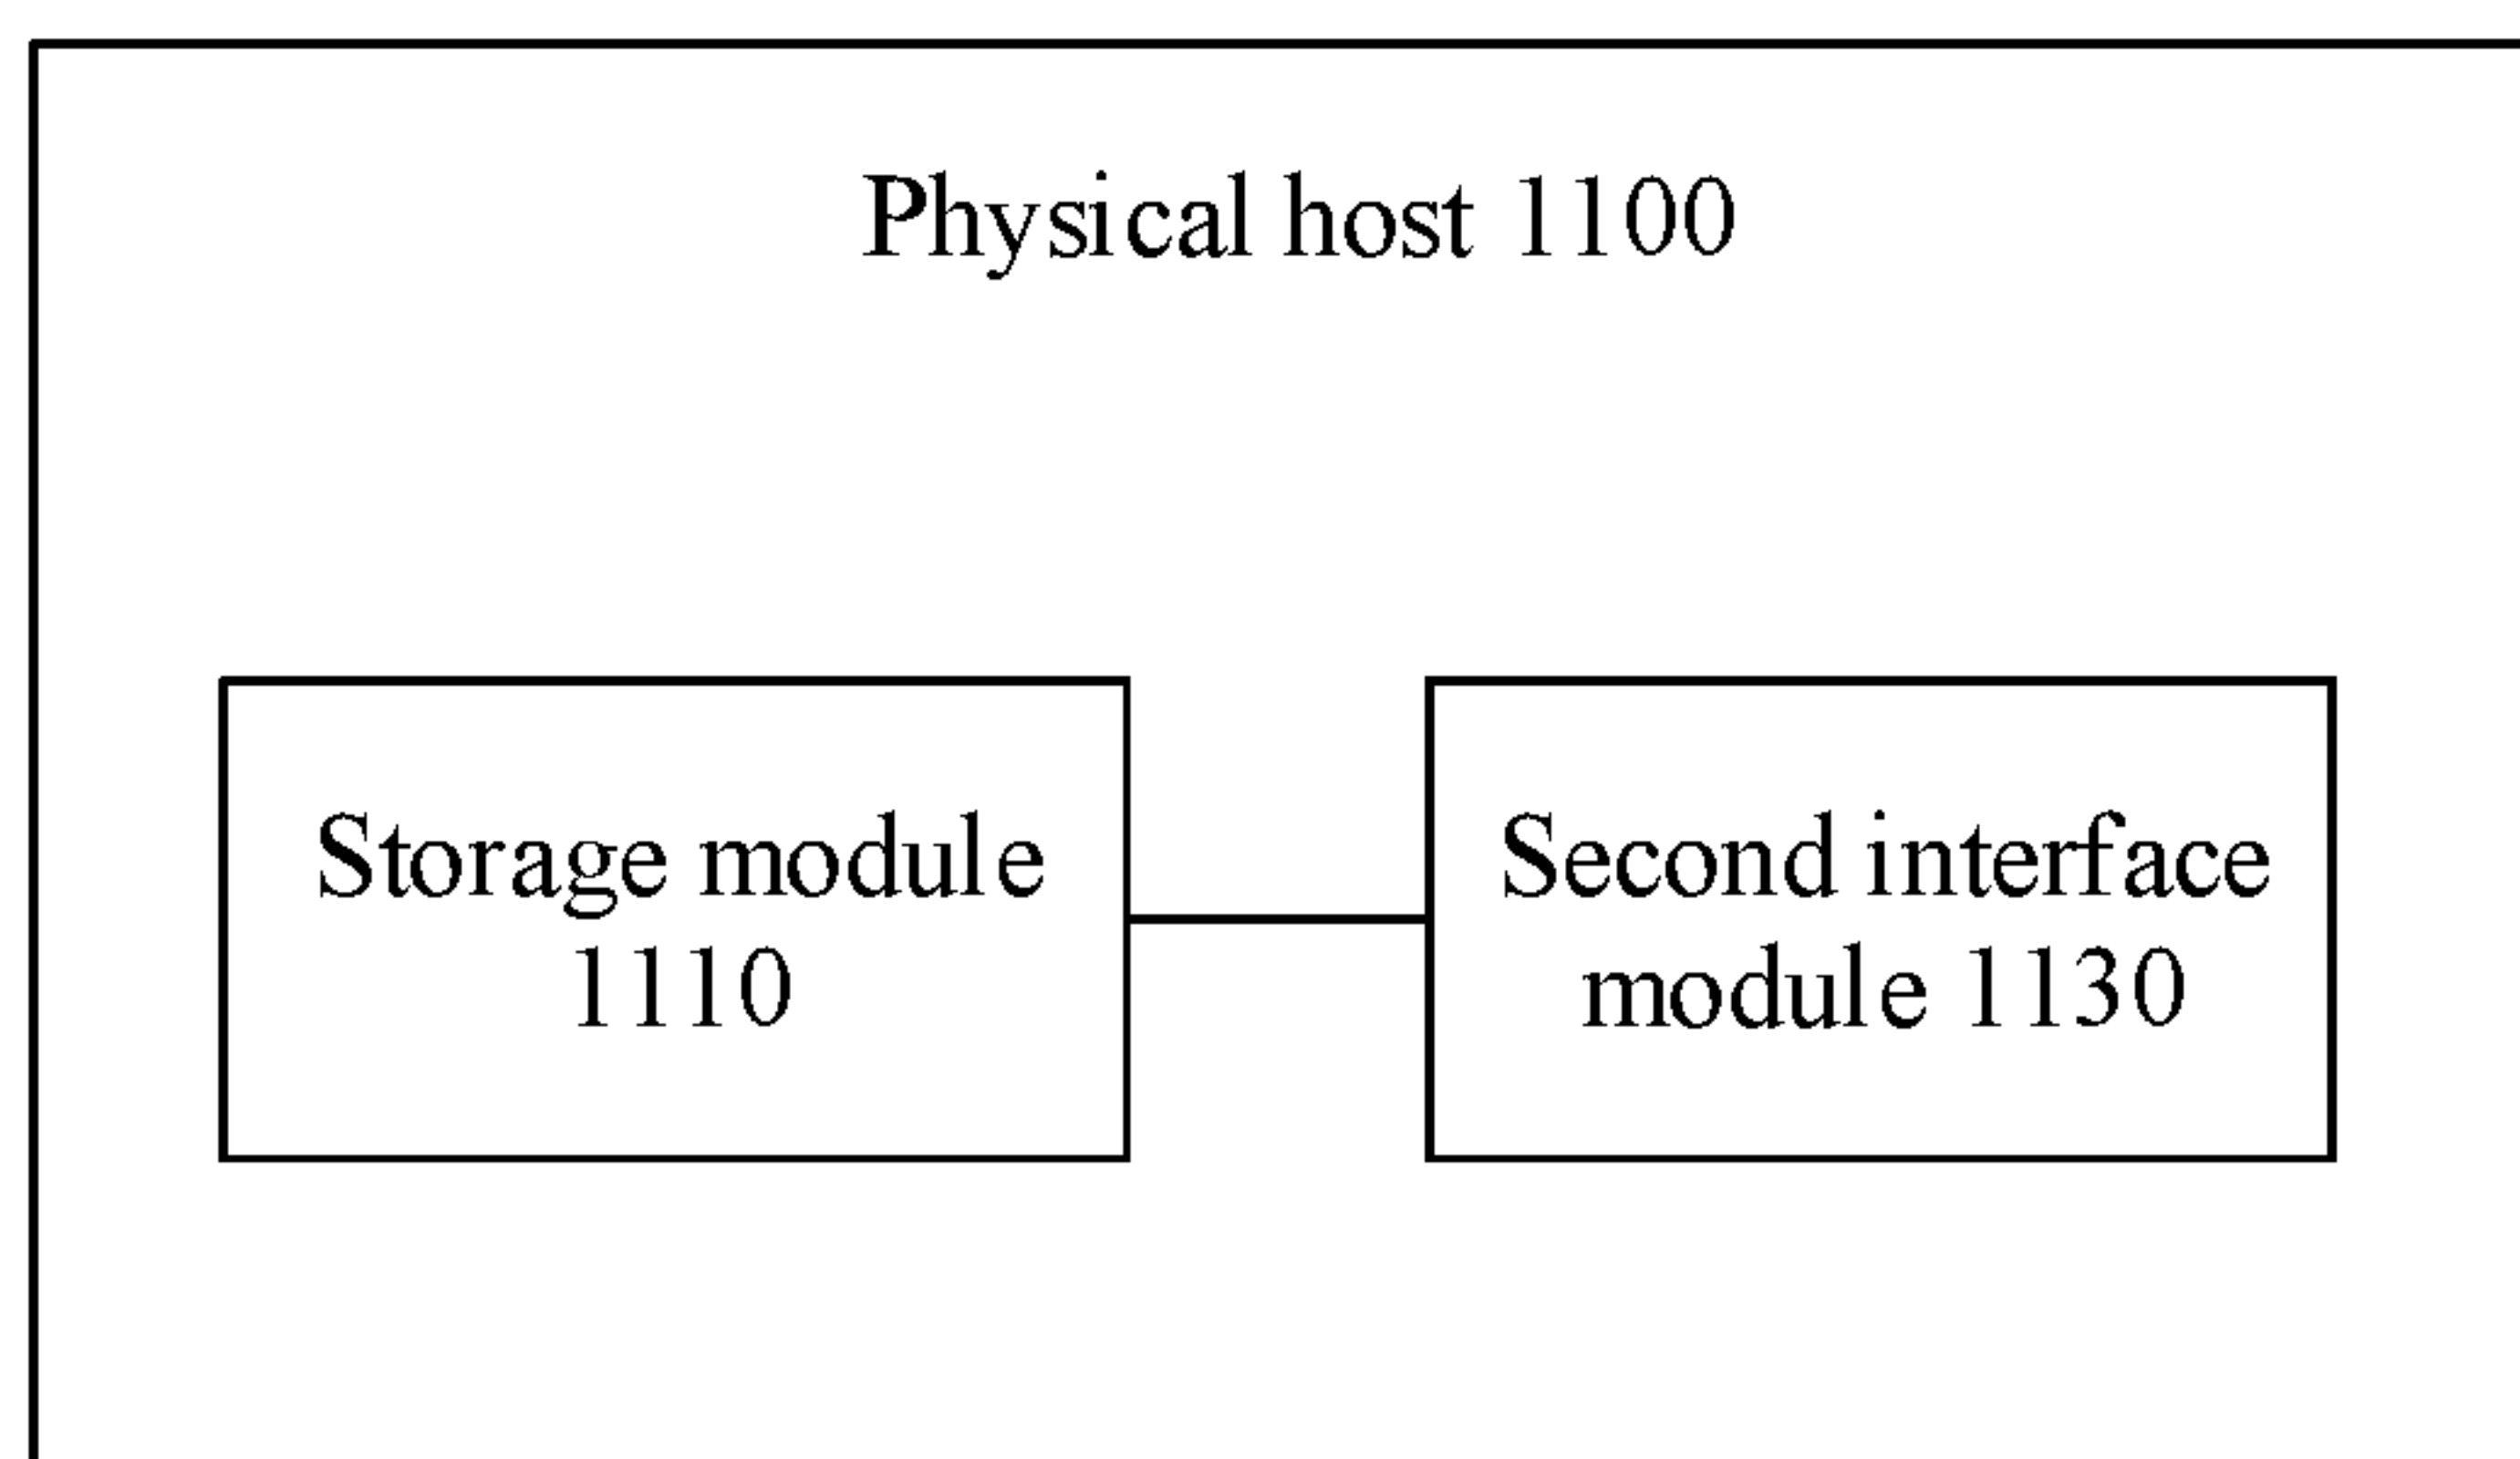 Physical host 1100
Storage module
1110
Second interface
module 1130